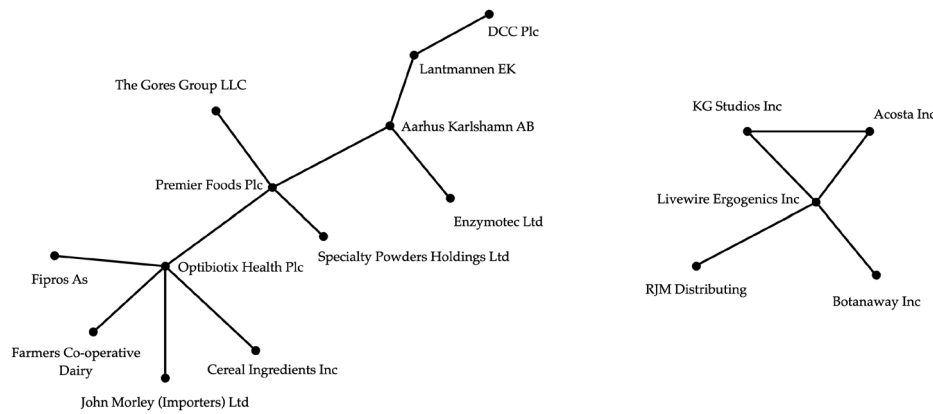 DCC Plc
Lantmannen EK
The Gores Group LLC
KG Studios Inc
Acosta Inc
Aarhus Karlshamn AB
Premier Foods Plc
Livewire Ergogenics Inc
Enzymotec Ltd
Specialty Powders Holdings Ltd
Optibiotix Health Plc
Fipros As
RJM Distributing
Botanaway Inc
Farmers Co-operative
Dairy
Cereal Ingredients Inc
John Morley (Importers) Ltd